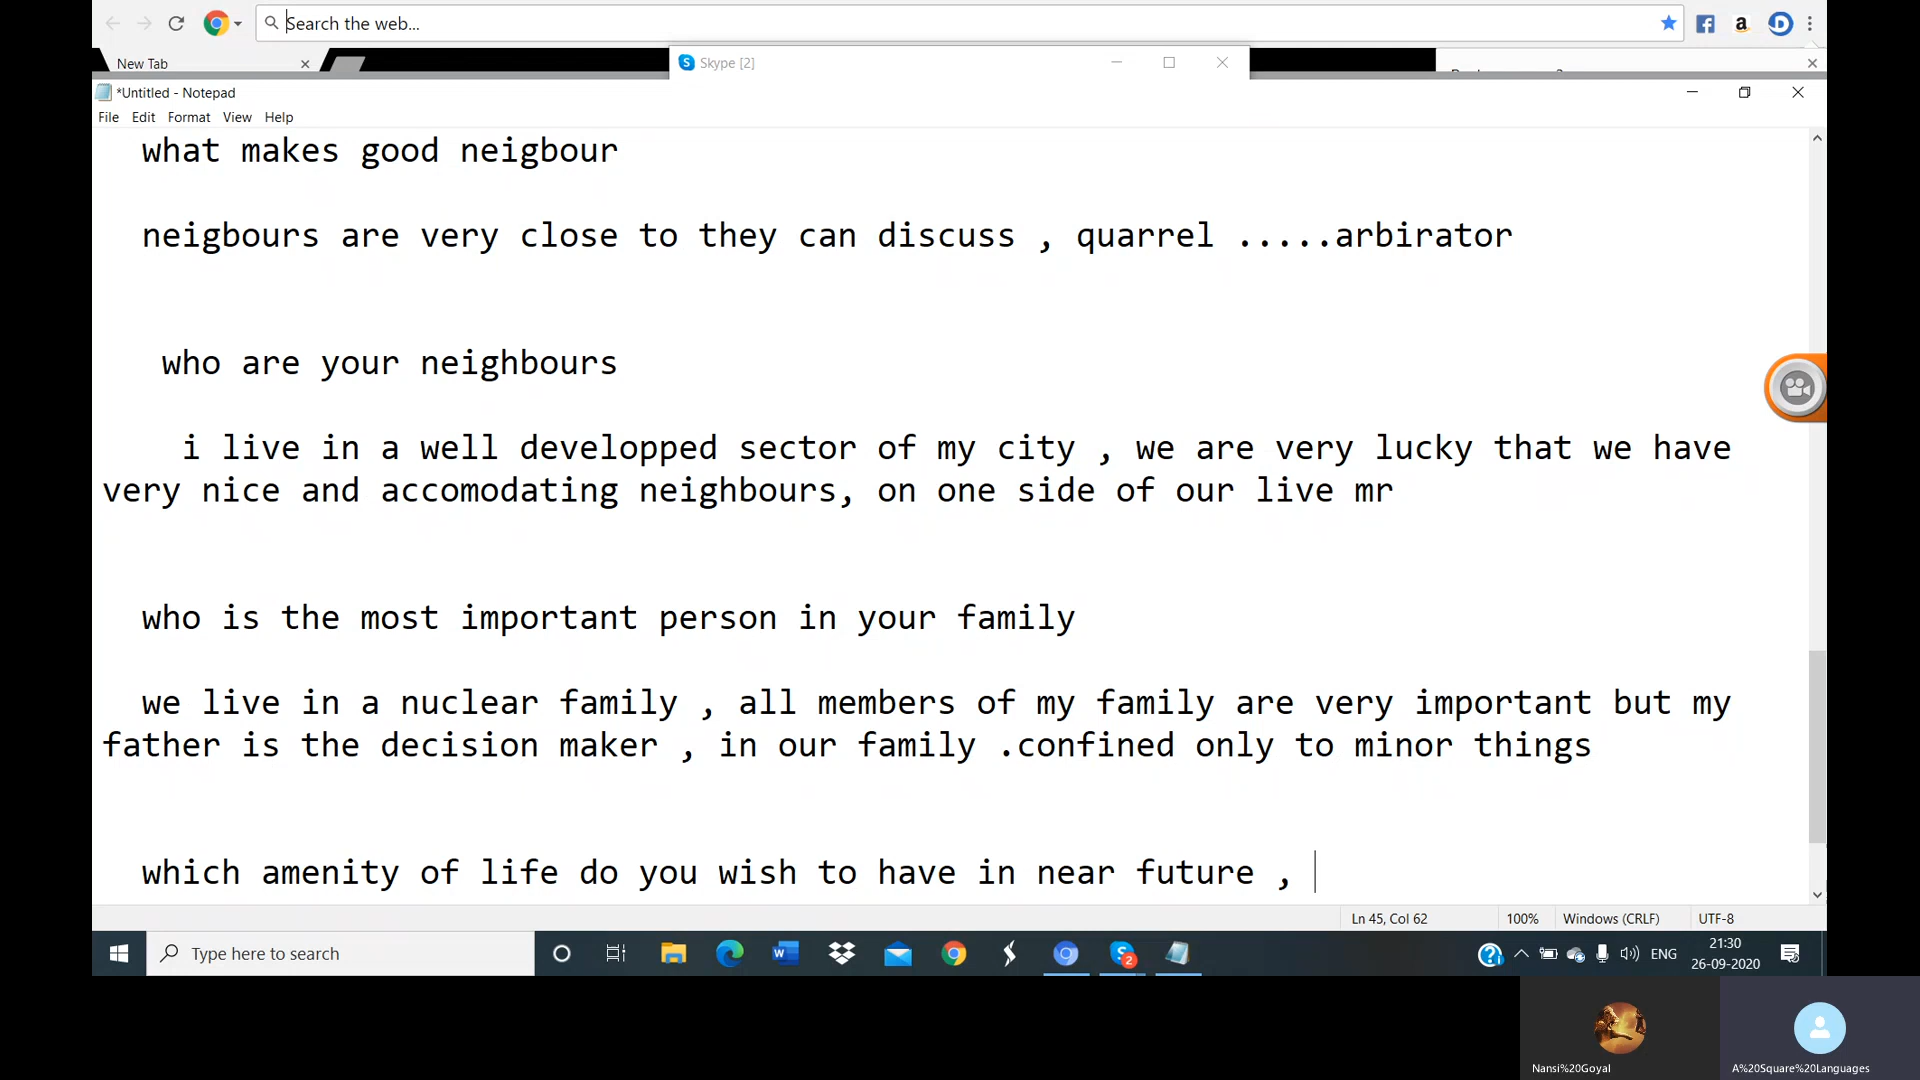 Search the web...
New Tab
Skype [2]
*Untitled - Notepad
File Edit Format View Help
what makes good neigbour
neigbours are very close to they can discuss , quarrel .....arbirator
who are your neighbours
i live in a well developped sector of my city , we are very lucky that we have
very nice and accomodating neighbours, on one side of our live mr
who is the most important person in your family
we live in a nuclear family , all members of my family are very important but my
father is the decision maker , in our family .confined only to minor things
which amenity of life do you wish to have in near future ,
Ln 45, Col 62 100% Windows (CRLF) UTF-8
Type here to search
ENG
21:30
26-09-2020
Nansi%20Goyal
A%20Square%20Languages